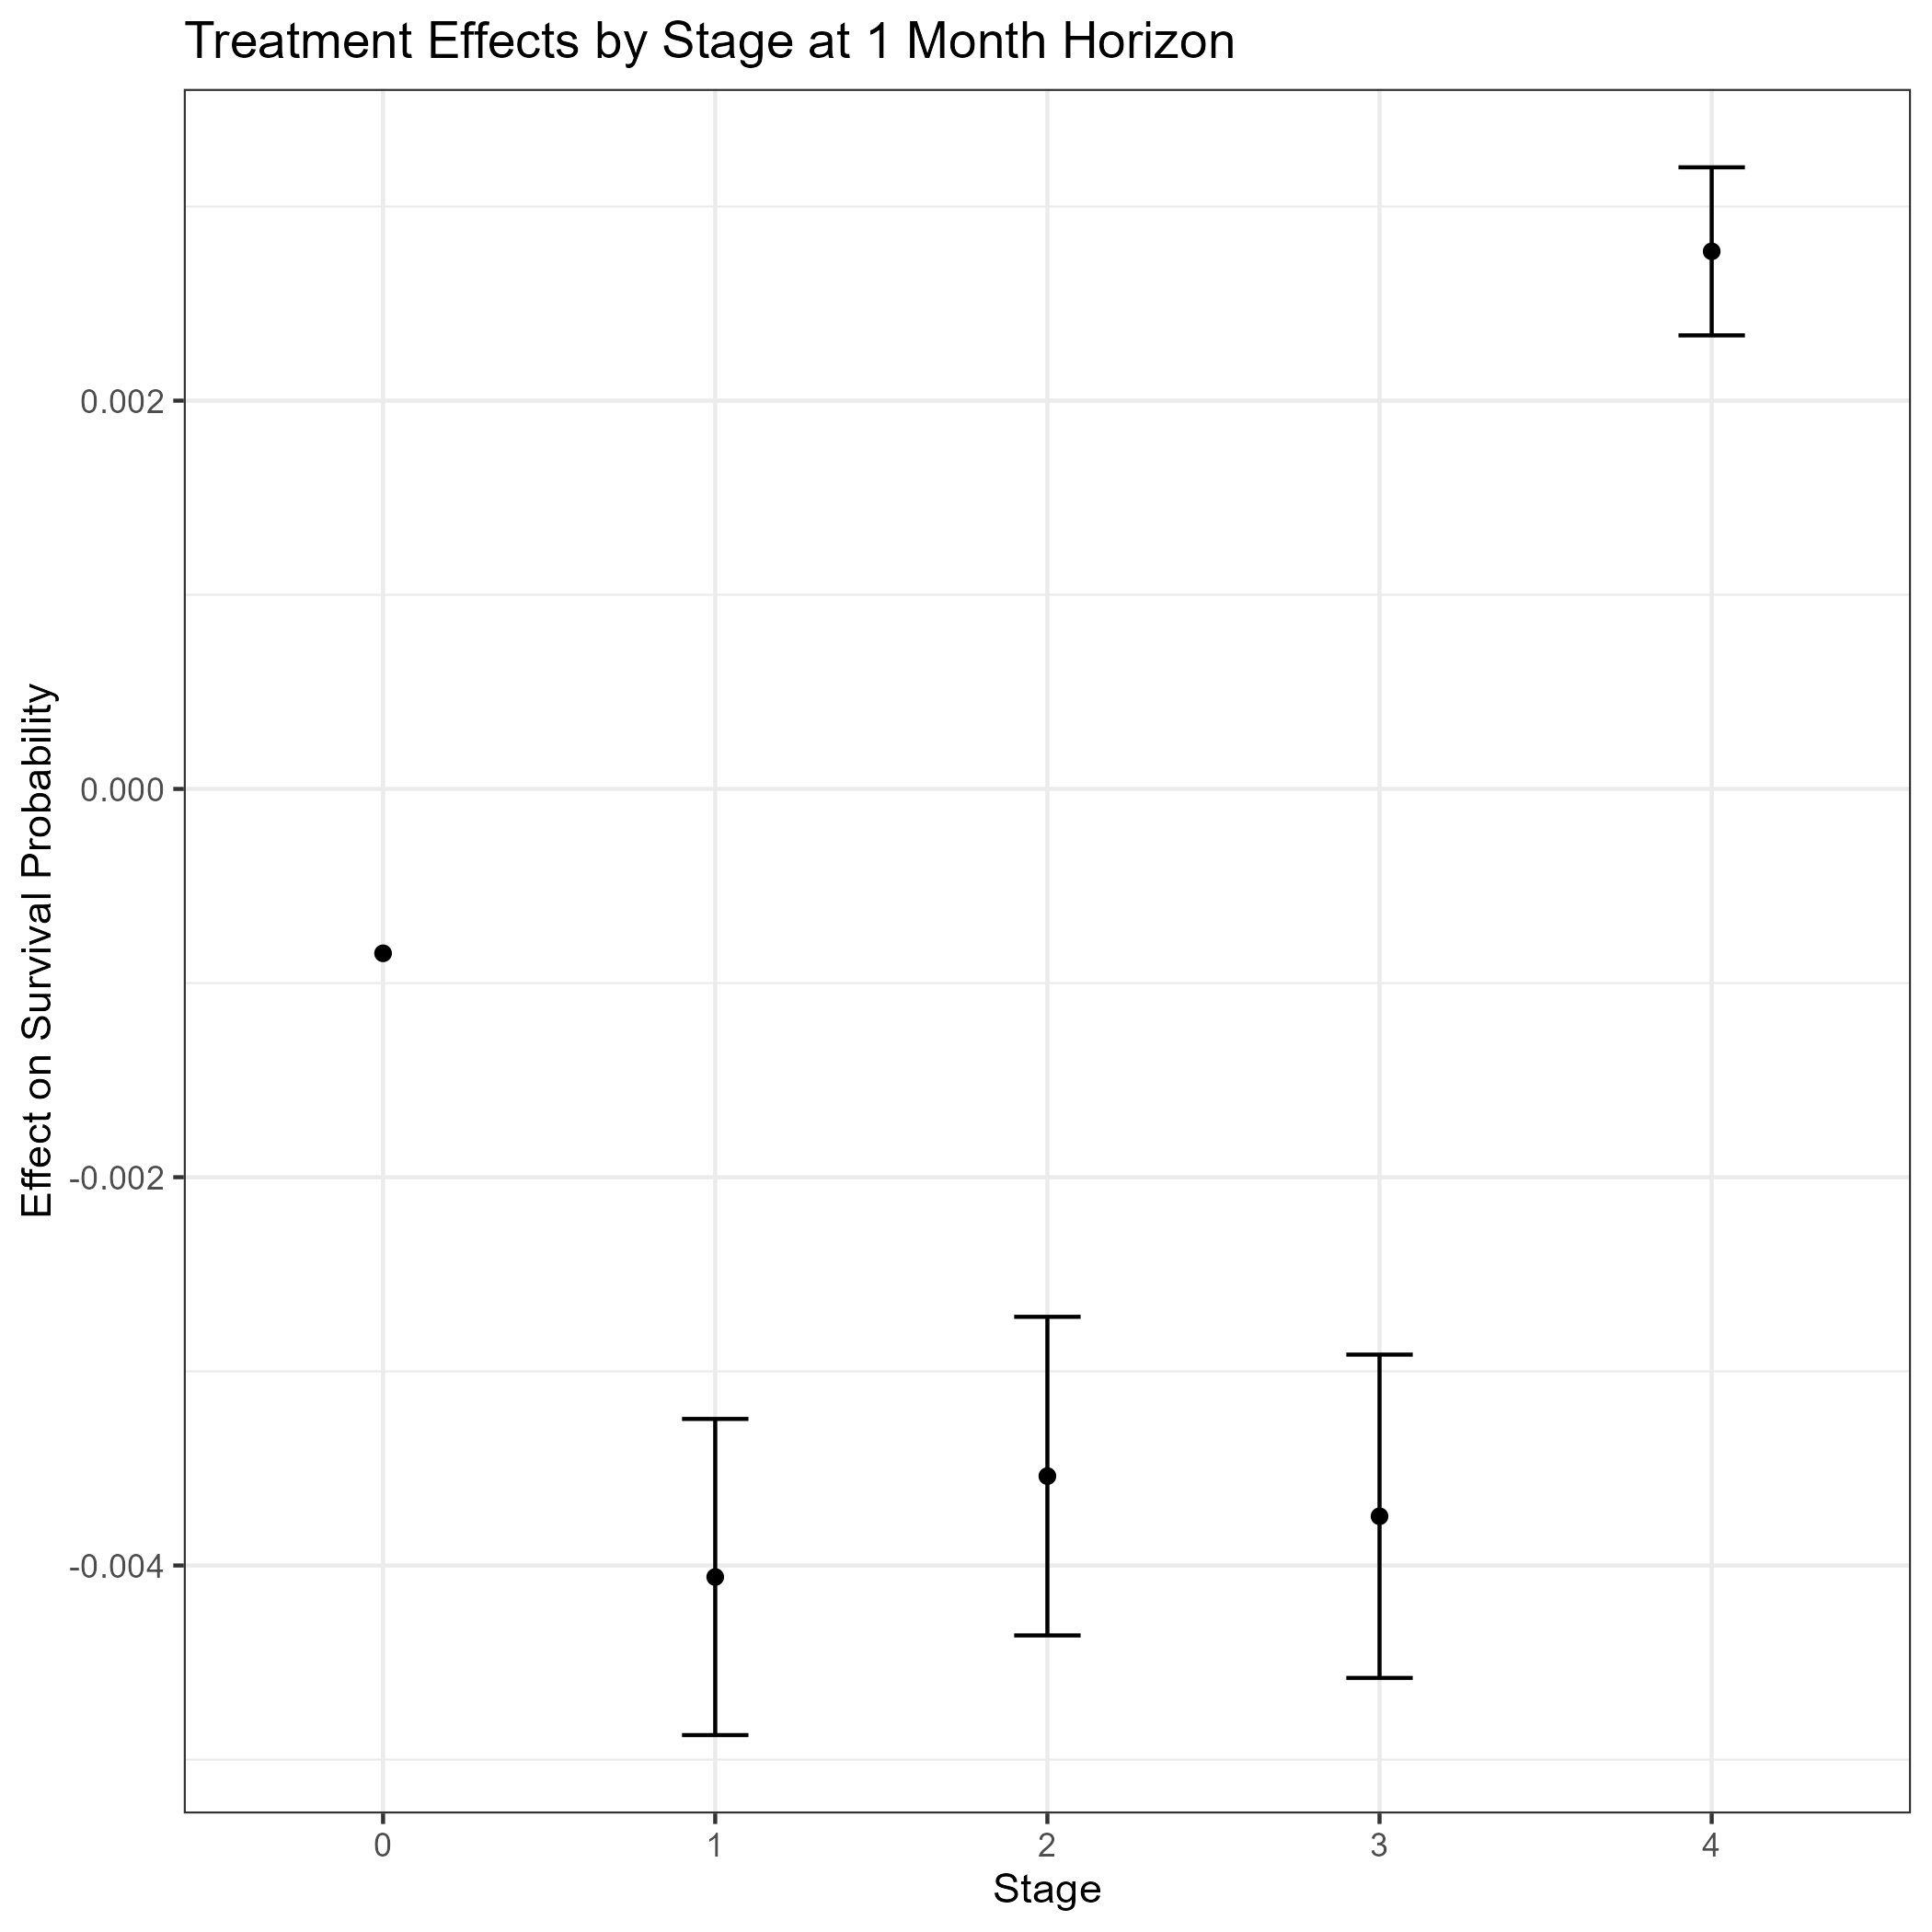 Treatment Effects by Stage at 1 Month Horizon
Effect on Survival Probability
0.002
0.000
-0.002
-0.004
0 1 2 3 4
Stage